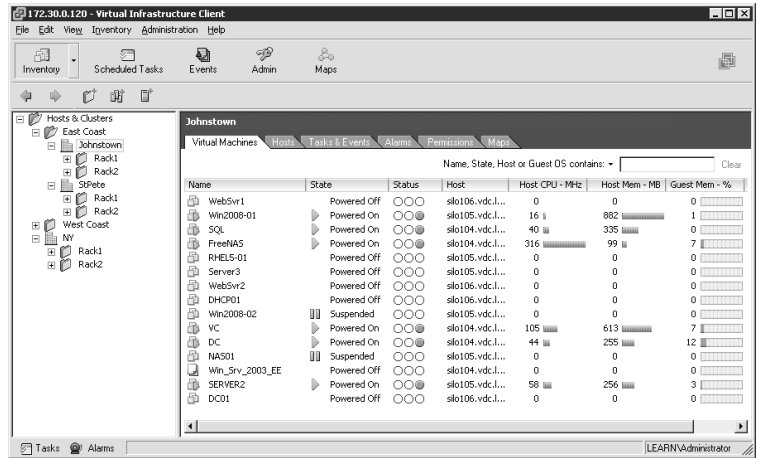 172.30.0.120 - Virtual Infrastructure Client
File Edit View Inventory Administration Help
Inventory Scheduled Tasks Events Admin Maps
Hosts & Clusters
East Coast
Johnstown
Rack1
Rack2
StPete
Rack1
Rack2
West Coast
NY
Rack1
Rack2
Johnstown
Virtual Machines Hosts Tasks & Events Alarms Permissions Maps
Name, State, Host or Guest OS contains: Clear
Name State Status Host Host CPU - MHz Host Mem - MB Guest Mem - %
WebSvr1 Powered Off silo106.vdc.l... 0 0 0
Win2008-01 Powered On silo105.vdc.l... 16 882 1
SQL Powered On silo104.vdc.l... 40 335 0
FreeNAS Powered On silo104.vdc.l... 316 99 7
RHEL5-01 Powered Off silo105.vdc.l... 0 0 0
Server3 Powered Off silo105.vdc.l... 0 0 0
WebSvr2 Powered Off silo106.vdc.l... 0 0 0
DHCP01 Powered Off silo106.vdc.l... 0 0 0
Win2008-02 Suspended silo105.vdc.l... 0 0 0
VC Powered On silo104.vdc.l... 105 613 7
DC Powered On silo104.vdc.l... 44 255 12
NAS01 Suspended silo105.vdc.l... 0 0 0
Win_Srv_2003_EE Powered Off silo104.vdc.l... 0 0 0
SERVER2 Powered On silo105.vdc.l... 58 256 3
DC01 Powered Off silo106.vdc.l... 0 0 0
Tasks Alarms LEARN\Administrator